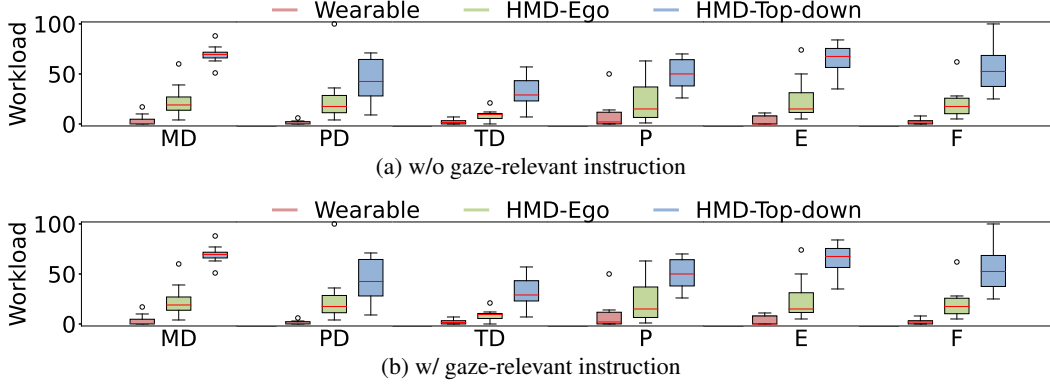 Wearable HMD-Ego HMD-Top-down
Workload
100
50
0
MD PD TD P E F
(a) w/o gaze-relevant instruction
Wearable HMD-Ego HMD-Top-down
Workload
100
50
0
MD PD TD P E F
(b) w/ gaze-relevant instruction